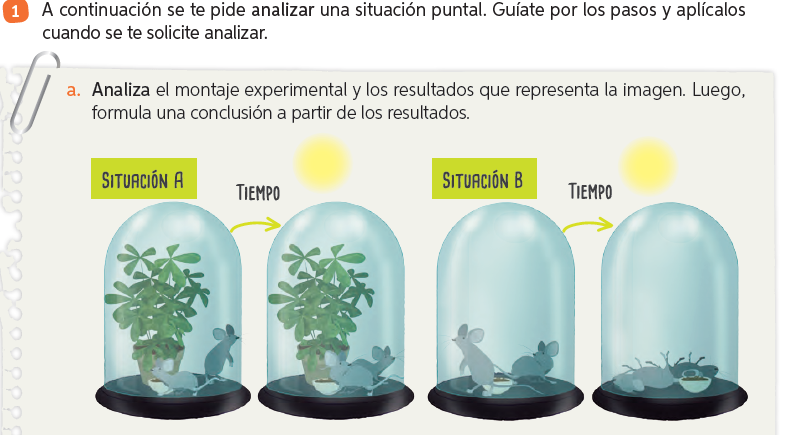 1 A continuación se te pide analizar una situación puntal. Guíate por los pasos y aplícalos
cuando se te solicite analizar.
a. Analiza el montaje experimental y los resultados que representa la imagen. Luego,
formula una conclusión a partir de los resultados.
SITUACIÓN A
TIEMPO
SITUACIÓN B
TIEMPO